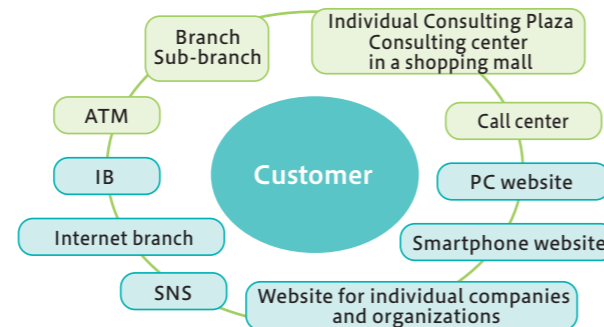 Branch
Sub-branch
Individual Consulting Plaza
Consulting center
in a shopping mall
ATM
Call center
Customer
IB
PC website
Internet branch
Smartphone website
SNS
Website for individual companies
and organizations